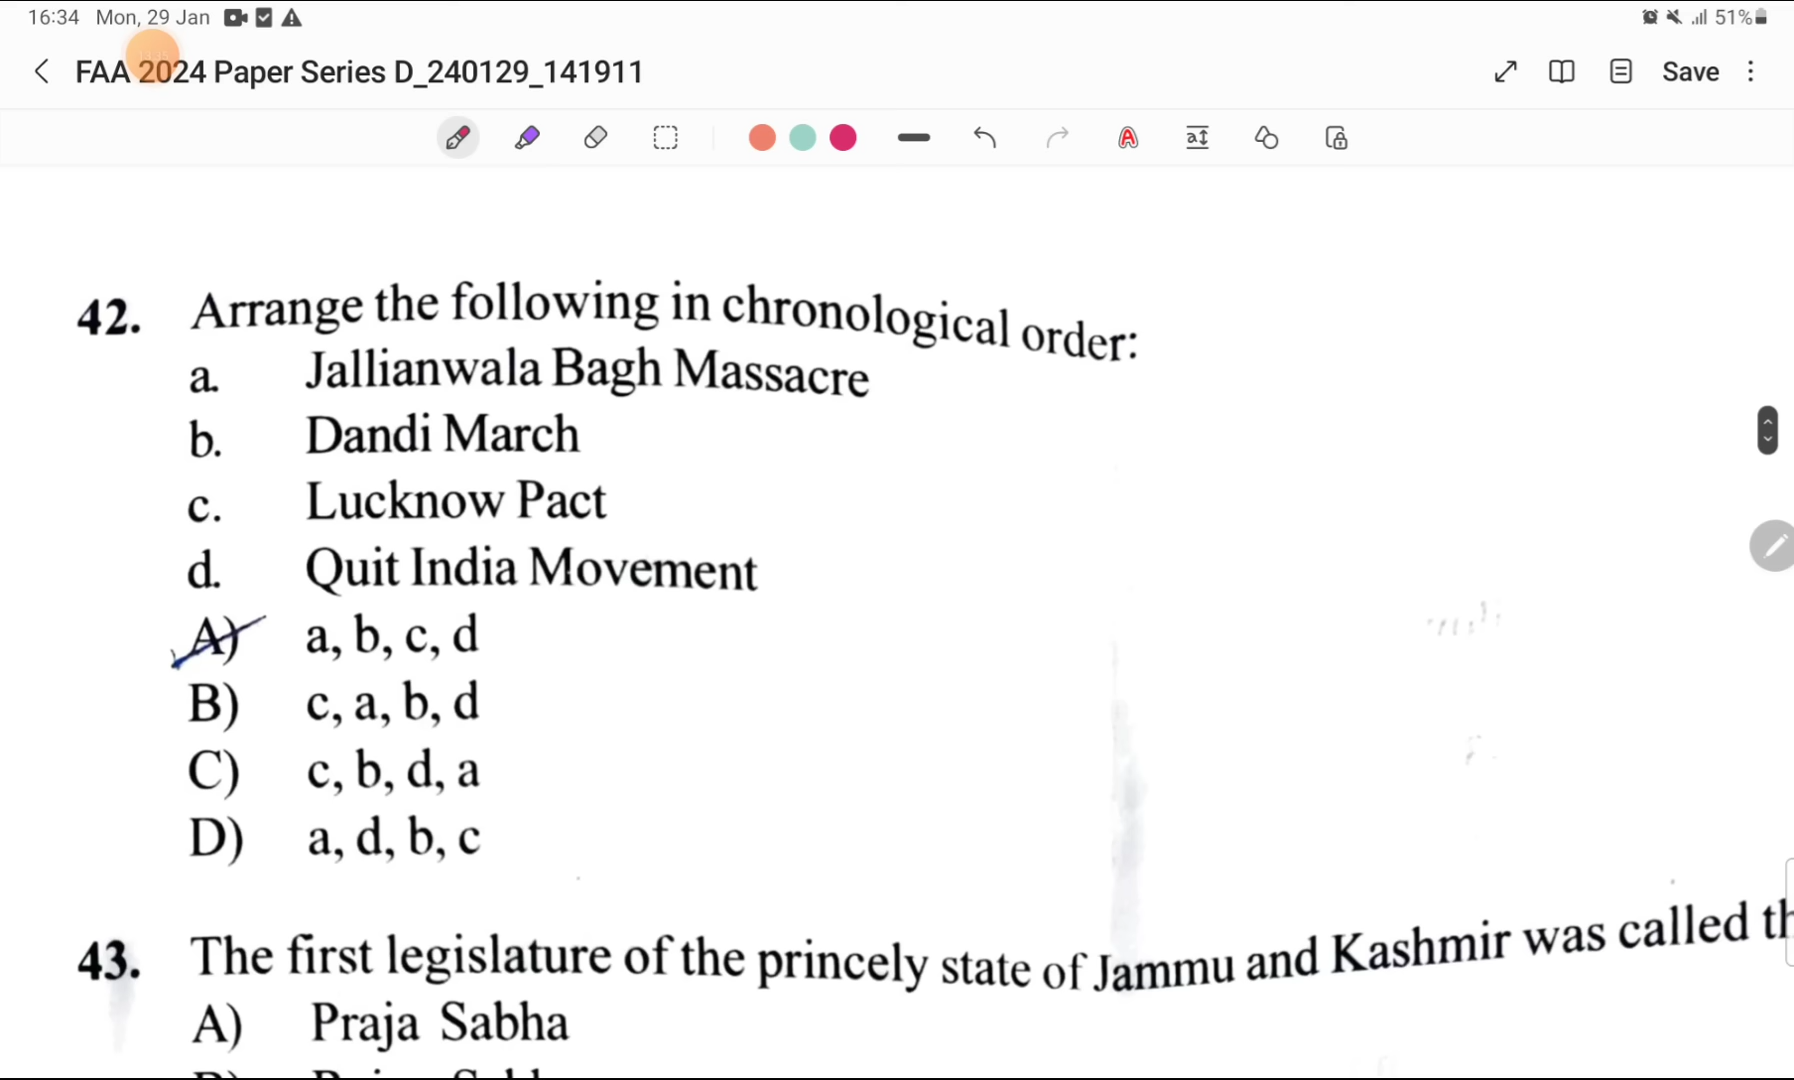 16:34 Mon, 29 Jan
51%
FAA 2024 Paper Series D_240129_141911
Save
42. Arrange the following in chronological order:
a. Jallianwala Bagh Massacre
b. Dandi March
c. Lucknow Pact
d. Quit India Movement
A) a, b, c, d
B) c, a, b, d
C) c, b, d, a
D) a, d, b, c
43. The first legislature of the princely state of Jammu and Kashmir was called th
A) Praja Sabha